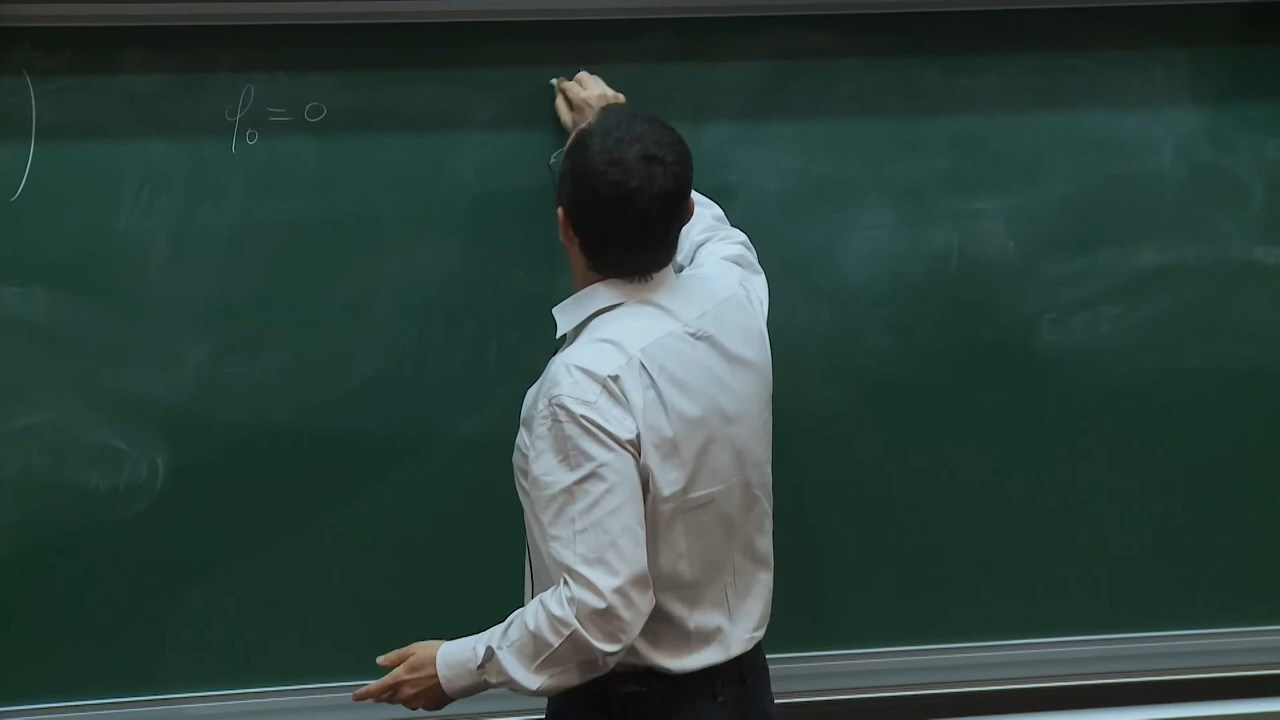 ) φ₀ = 0